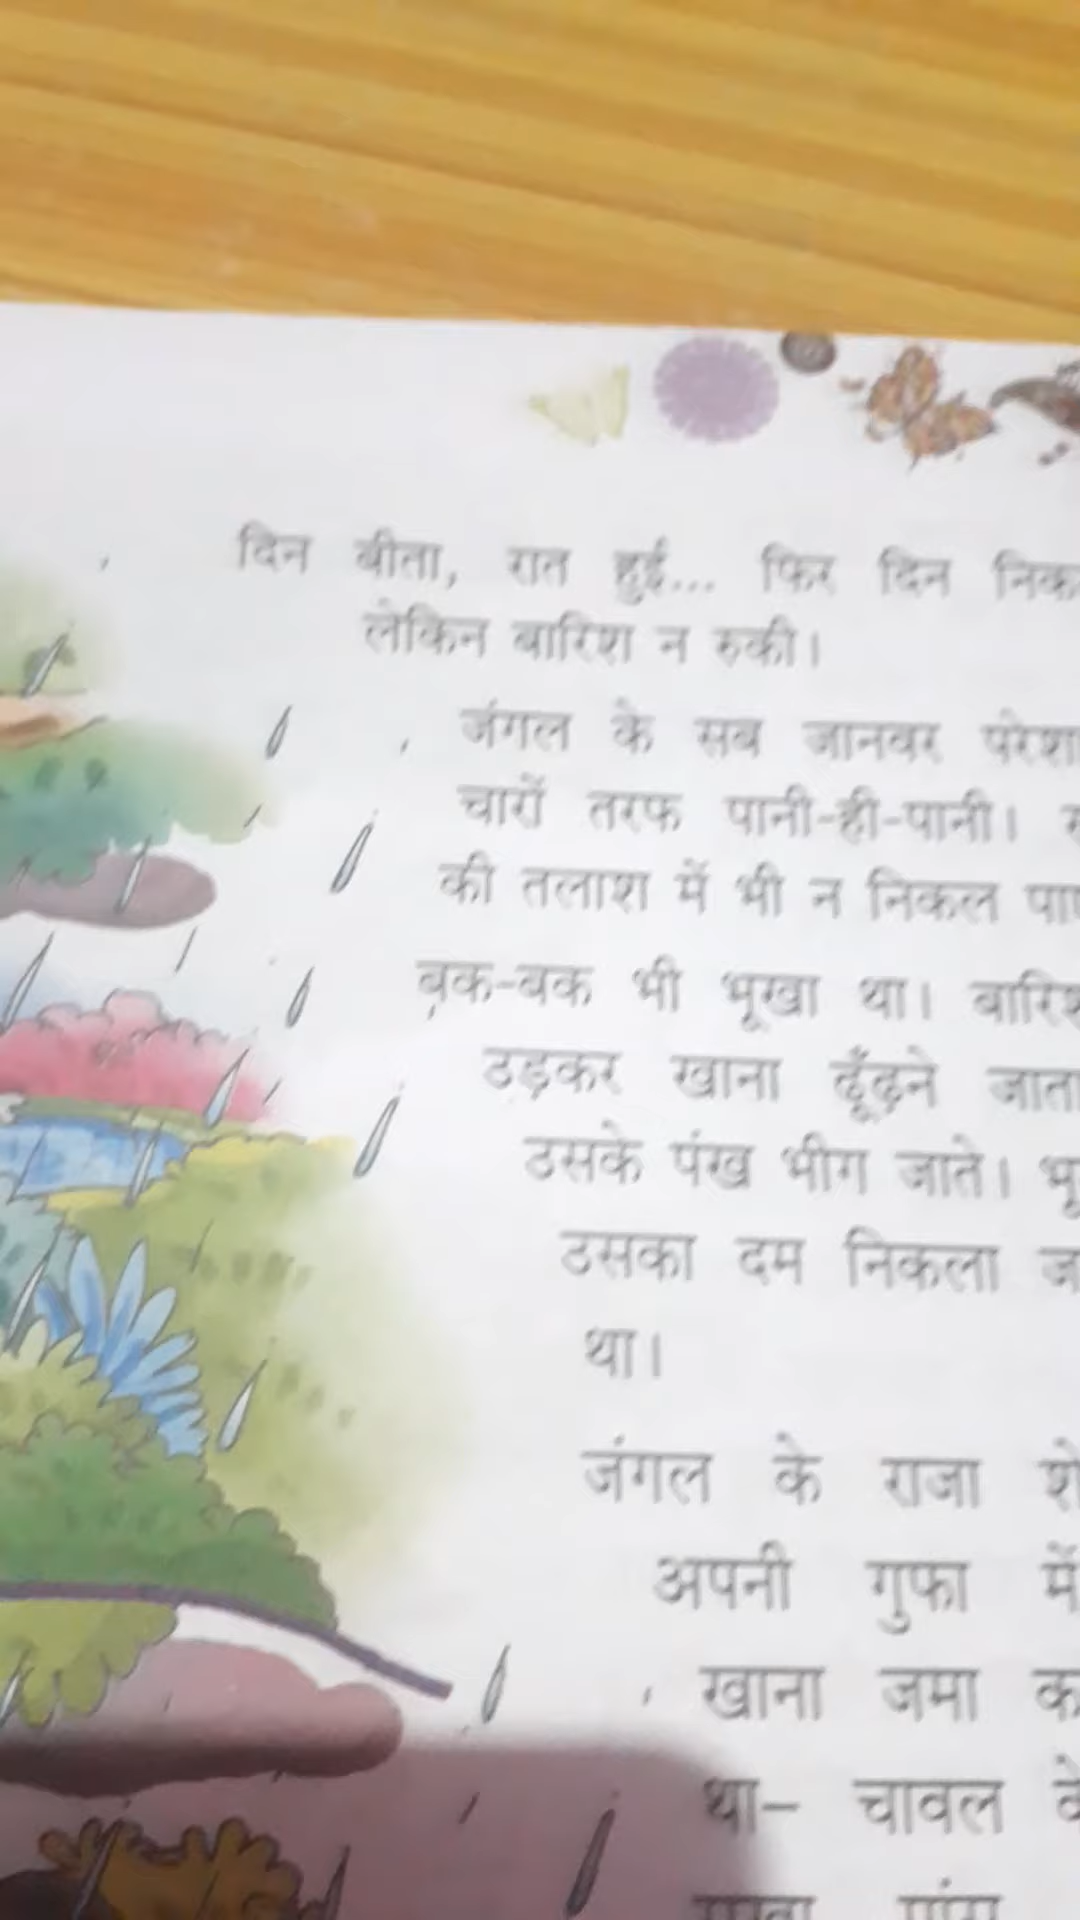 दिन बीता, रात हुई... फिर दिन
लेकिन बारिश न रुकी।
जंगल के सब जानवर
चारों तरफ पानी-ही-पानी।
की तलाश में भी न निकल
बक-बक भी भूखा था।
उड़कर खाना ढूँढ़ने जाता
उसके पंख भीग जाते।
उसका दम निकला
था।
जंगल के राजा
अपनी गुफा में
खाना जमा
था– चावल